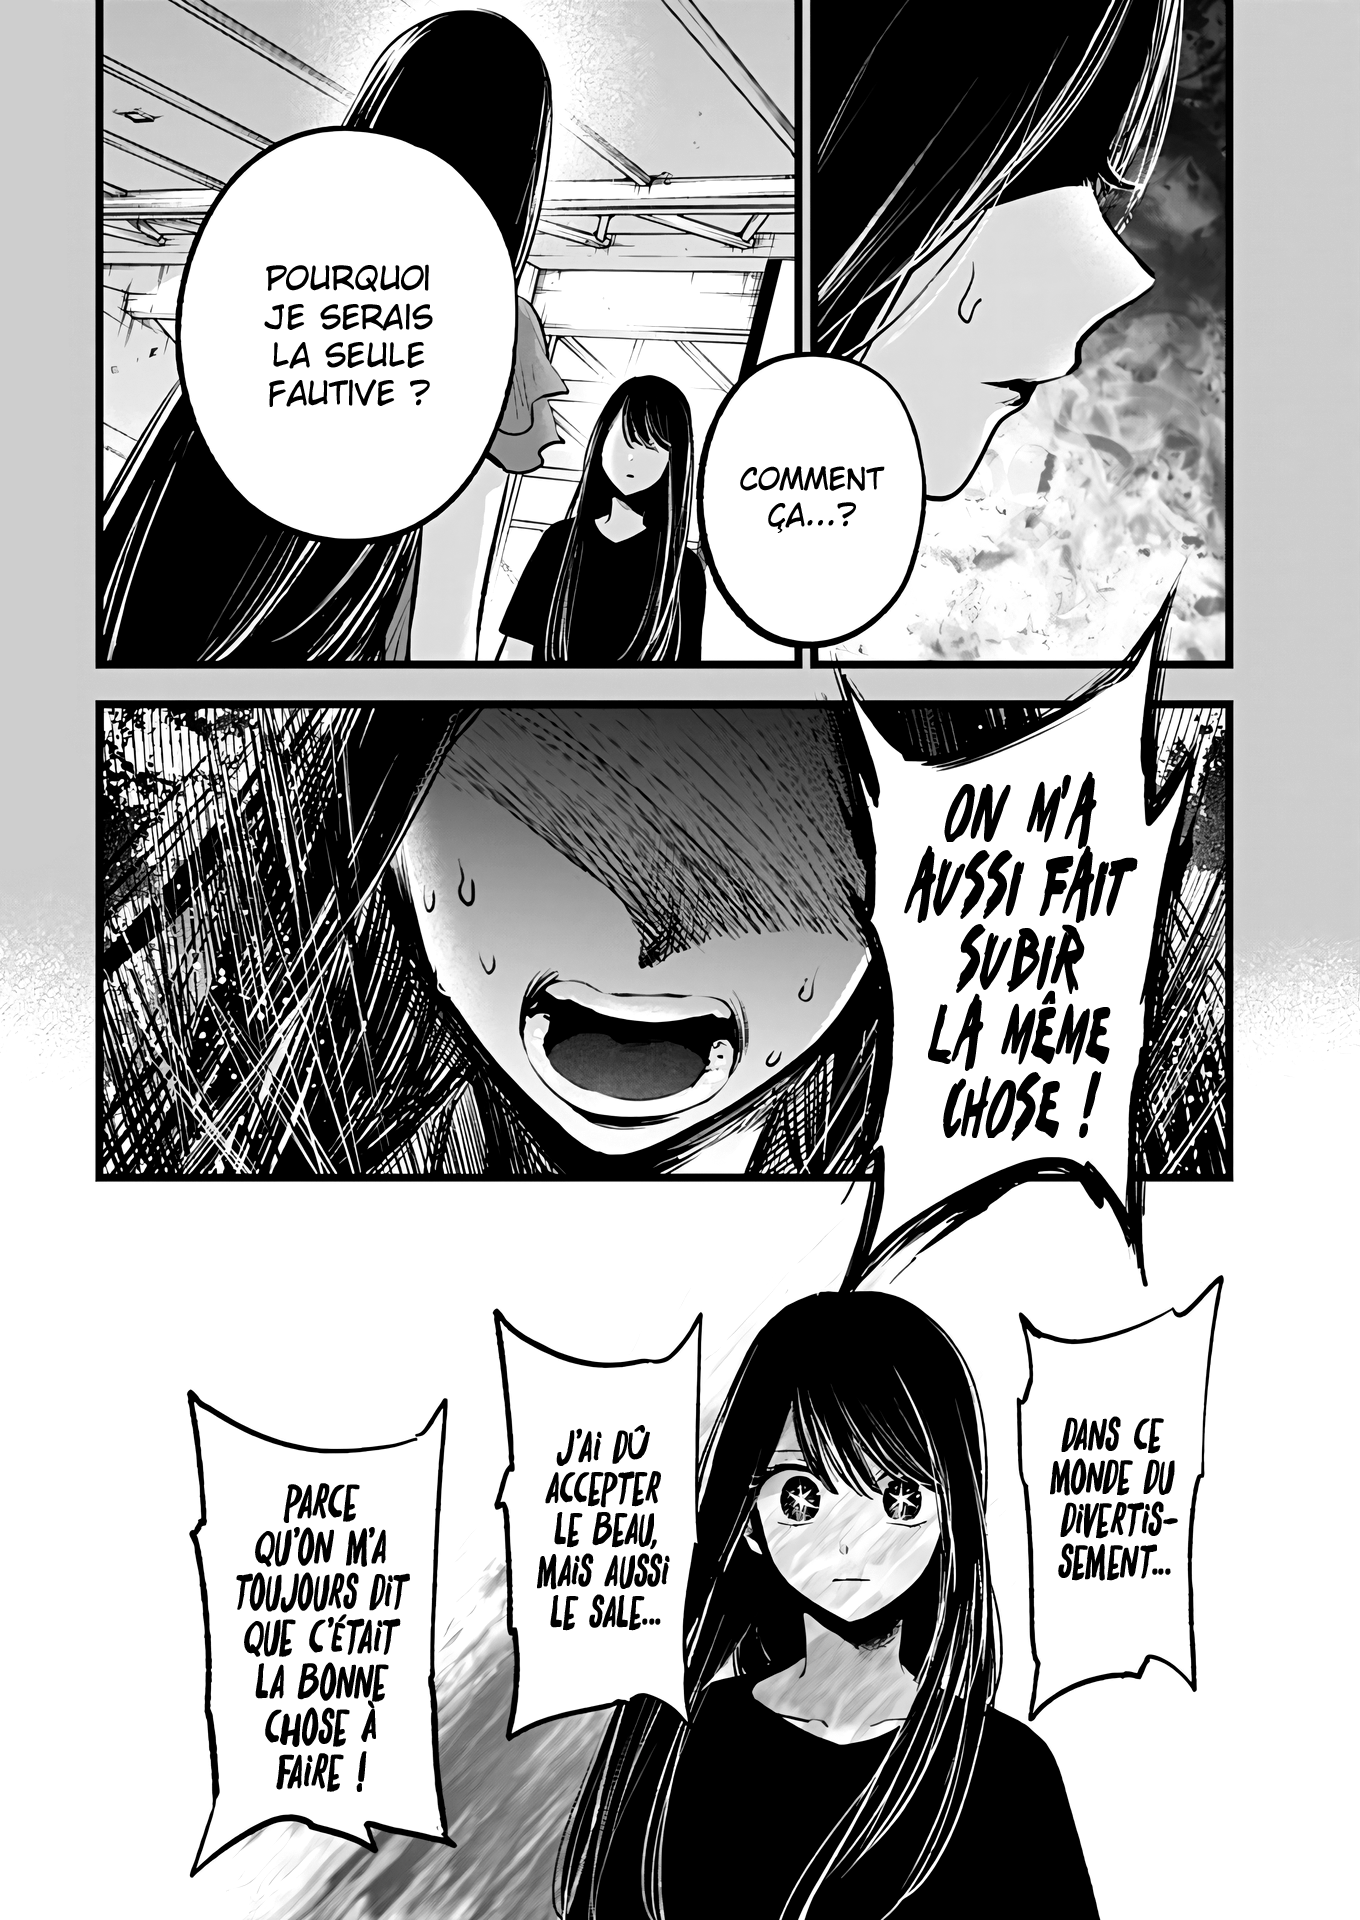 COMMENT
ÇA...?
POURQUOI
JE SERAIS
LA SEULE
FAUTIVE ?
ON M'A
AUSSI FAIT
SUBIR
LA MÊME
CHOSE !
DANS CE
MONDE DU
DIVERTIS-
SEMENT...
J'AI DÛ
ACCEPTER
LE BEAU,
MAIS AUSSI
LE SALE...
PARCE
QU'ON M'A
TOUJOURS DIT
QUE C'ÉTAIT
LA BONNE
CHOSE À
FAIRE !